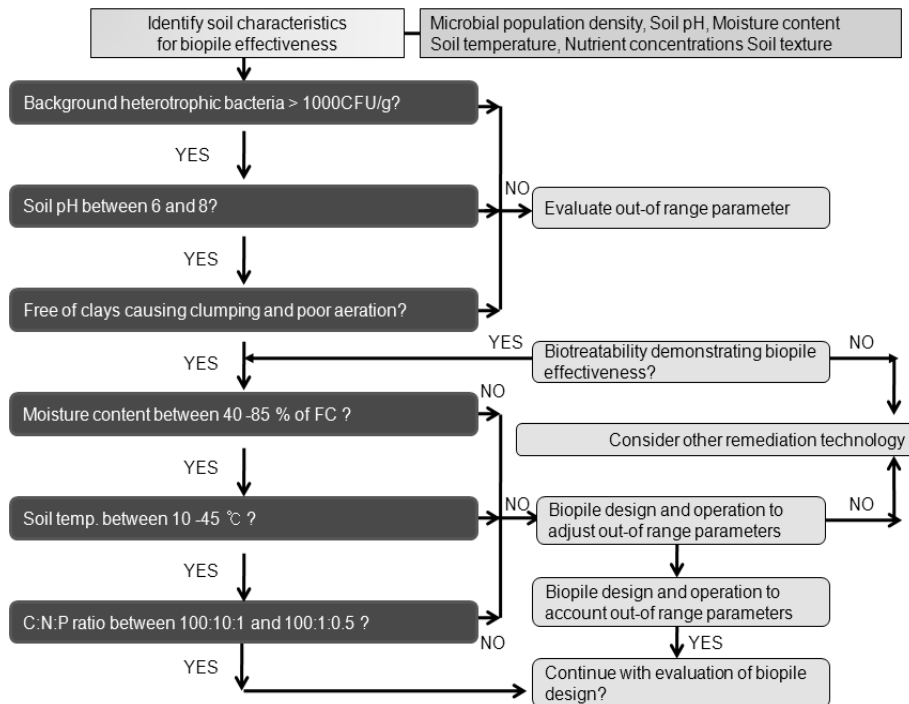 Identify soil characteristics
for biopile effectiveness
Microbial population density, Soil pH, Moisture content
Soil temperature, Nutrient concentrations Soil texture
Background heterotrophic bacteria > 1000CFU/g?
YES
NO
Soil pH between 6 and 8?
Evaluate out-of range parameter
YES
Free of clays causing clumping and poor aeration?
YES
YES
Biotreatability demonstrating biopile
effectiveness?
NO
Moisture content between 40 -85 % of FC ?
NO
Consider other remediation technology
YES
Soil temp. between 10 -45 ℃ ?
NO
Biopile design and operation to
adjust out-of range parameters
NO
YES
Biopile design and operation to
account out-of range parameters
C:N:P ratio between 100:10:1 and 100:1:0.5 ?
NO
YES
YES
Continue with evaluation of biopile
design?